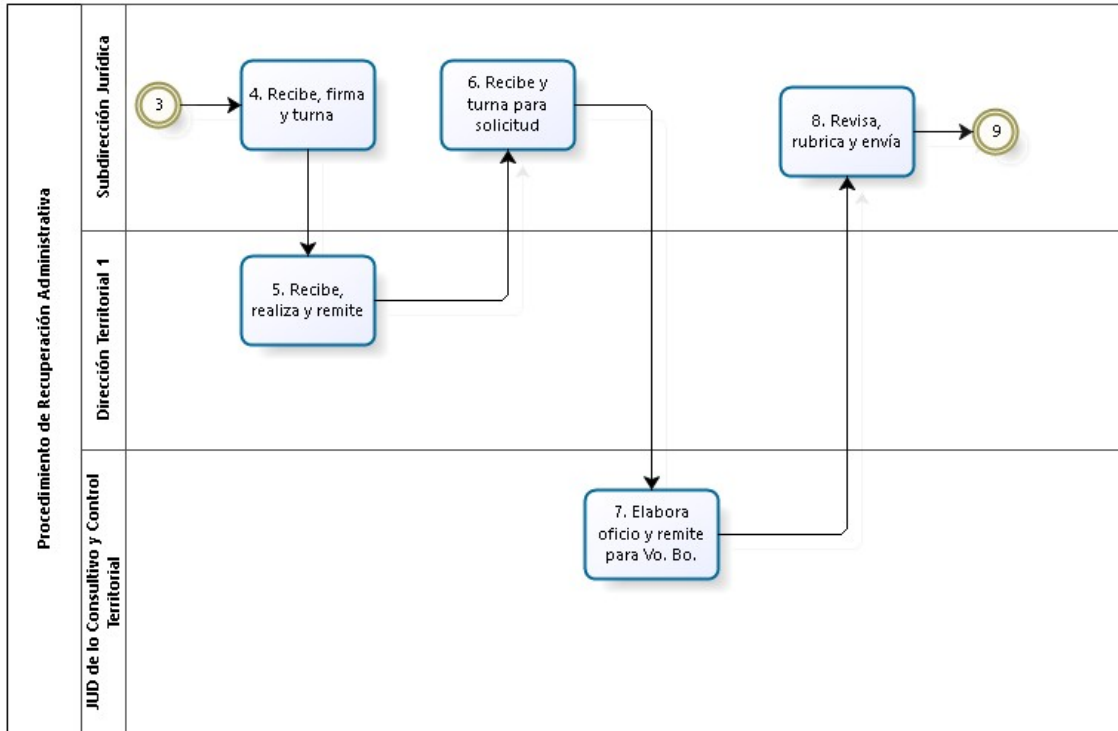 Procedimiento de Recuperación Administrativa
Subdirección Jurídica
3
4. Recibe, firma
y turna
6. Recibe y
turna para
solicitud
8. Revisa,
rubrica y envía
9
Dirección Territorial 1
5. Recibe,
realiza y remite
JUD de lo Consultivo y Control
Territorial
7. Elabora
oficio y remite
para Vo. Bo.